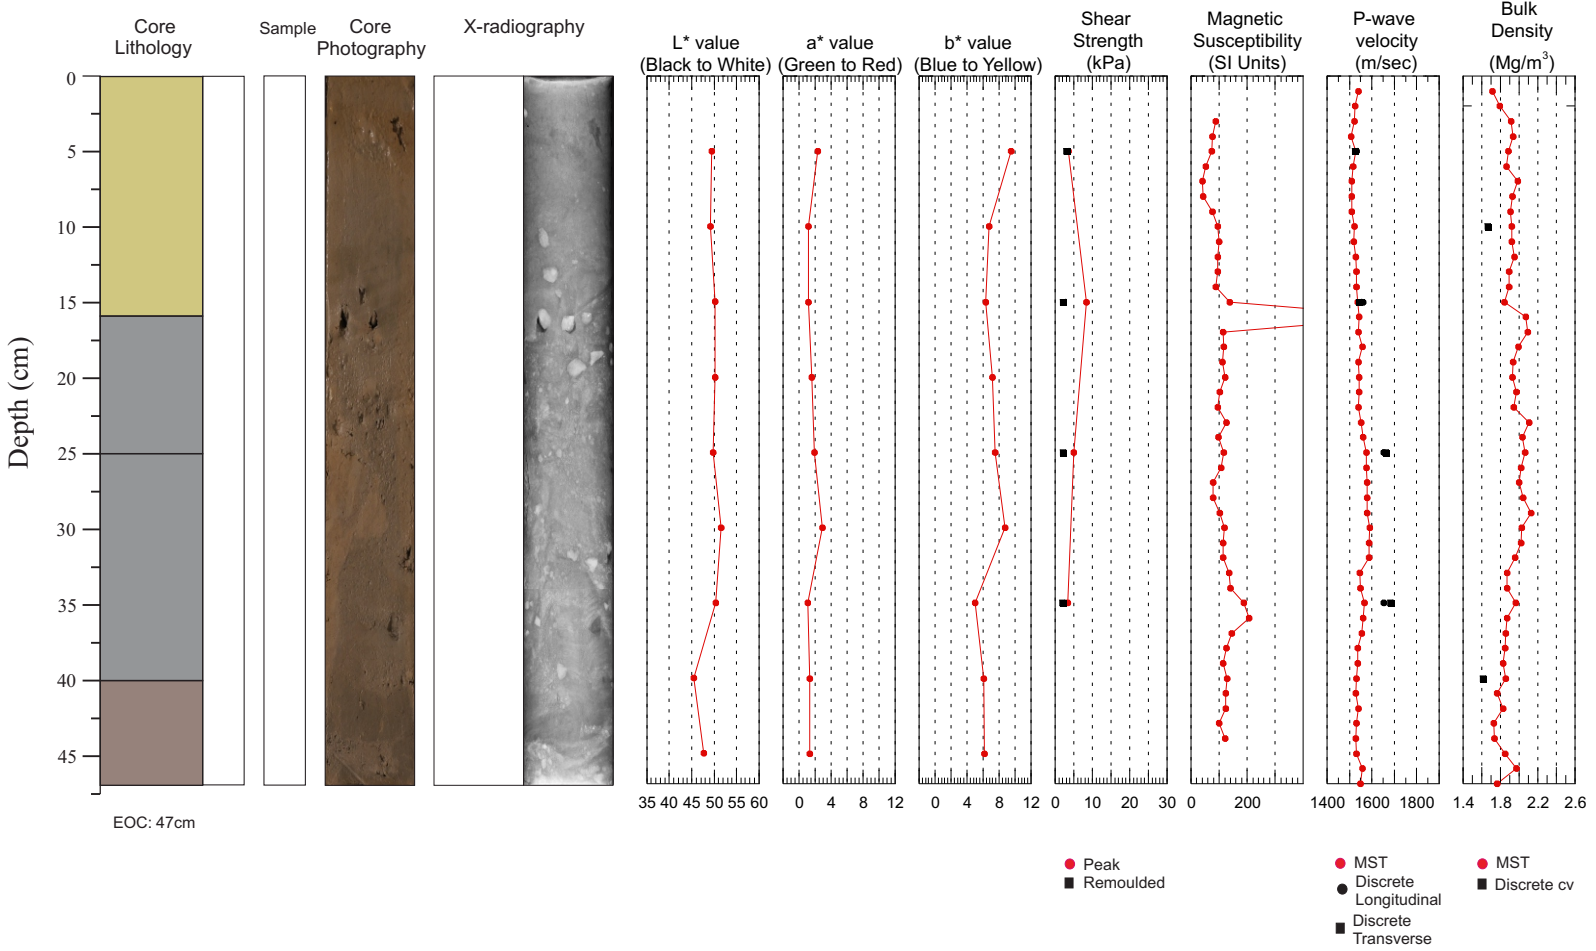 Core
Lithology
Sample
Core
Photography
X-radiography
L* value
(Black to White)
a* value
(Green to Red)
b* value
(Blue to Yellow)
Shear
Strength
(kPa)
Magnetic
Susceptibility
(SI Units)
P-wave
velocity
(m/sec)
Bulk
Density
(Mg/m³)
Depth (cm)
0
5
10
15
20
25
30
35
40
45
35 40 45 50 55 60
0 4 8 12
0 4 8 12
0 10 20 30
0 200
1400 1600 1800
1.4 1.8 2.2 2.6
EOC: 47cm
Peak
Remoulded
MST
Discrete
Longitudinal
Discrete
Transverse
MST
Discrete cv